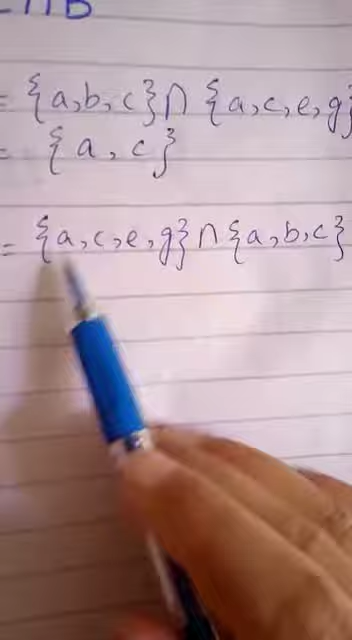 ∩B
= {a,b,c} ∩ {a,c,e,g}
= {a,c}
= {a,c,e,g} ∩ {a,b,c}